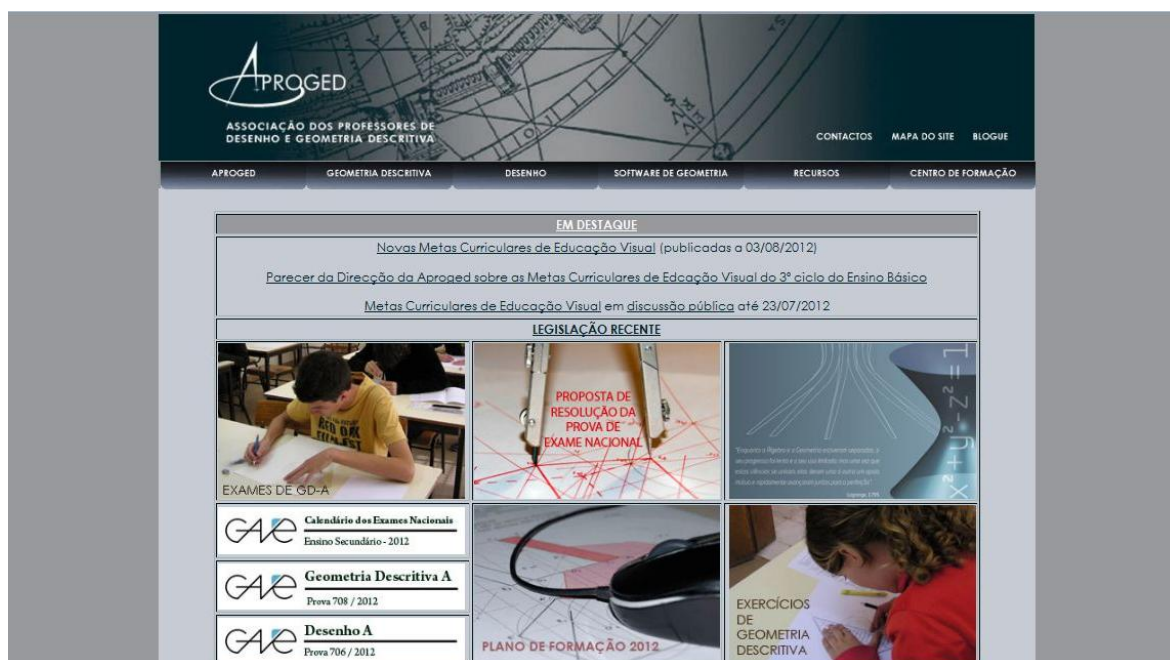 APROGED
ASSOCIAÇÃO DOS PROFESSORES DE
DESENHO E GEOMETRIA DESCRITIVA
CONTACTOS MAPA DO SITE BLOGUE
APROGED GEOMETRIA DESCRITIVA DESENHO SOFTWARE DE GEOMETRIA RECURSOS CENTRO DE FORMAÇÃO
EM DESTAQUE
Novas Metas Curriculares de Educação Visual (publicadas a 03/08/2012)
Parecer da Direcção da Aproged sobre as Metas Curriculares de Edcação Visual do 3º ciclo do Ensino Básico
Metas Curriculares de Educação Visual em discussão pública até 23/07/2012
LEGISLAÇÃO RECENTE
EXAMES DE GD-A
PROPOSTA DE
RESOLUÇÃO DA
PROVA DE
EXAME NACIONAL
x²+y²-z²=1
GAVE Calendário dos Exames Nacionais
Ensino Secundário - 2012
GAVE Geometria Descritiva A
Prova 708 / 2012
GAVE Desenho A
Prova 706 / 2012
PLANO DE FORMAÇÃO 2012
EXERCÍCIOS
DE
GEOMETRIA
DESCRITIVA